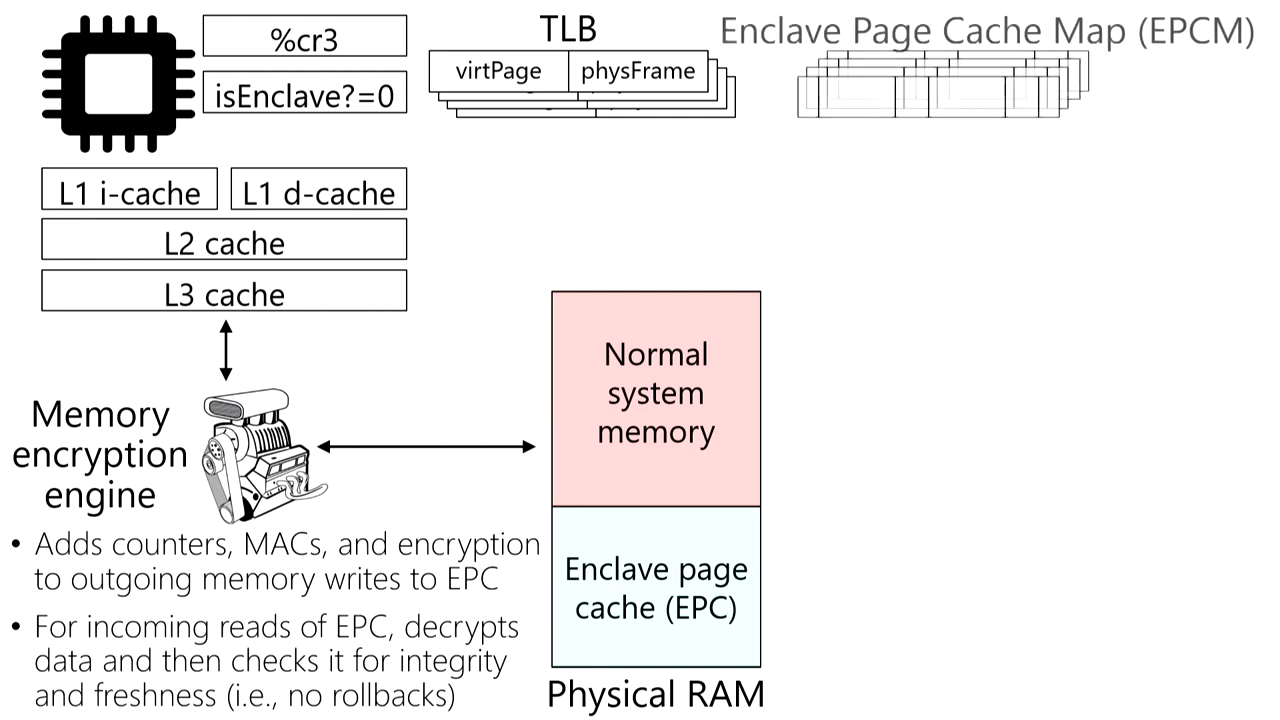 %cr3
isEnclave?=0
TLB
virtPage physFrame
Enclave Page Cache Map (EPCM)
L1 i-cache L1 d-cache
L2 cache
L3 cache
Memory
encryption
engine
• Adds counters, MACs, and encryption
to outgoing memory writes to EPC
• For incoming reads of EPC, decrypts
data and then checks it for integrity
and freshness (i.e., no rollbacks)
Normal
system
memory
Enclave page
cache (EPC)
Physical RAM